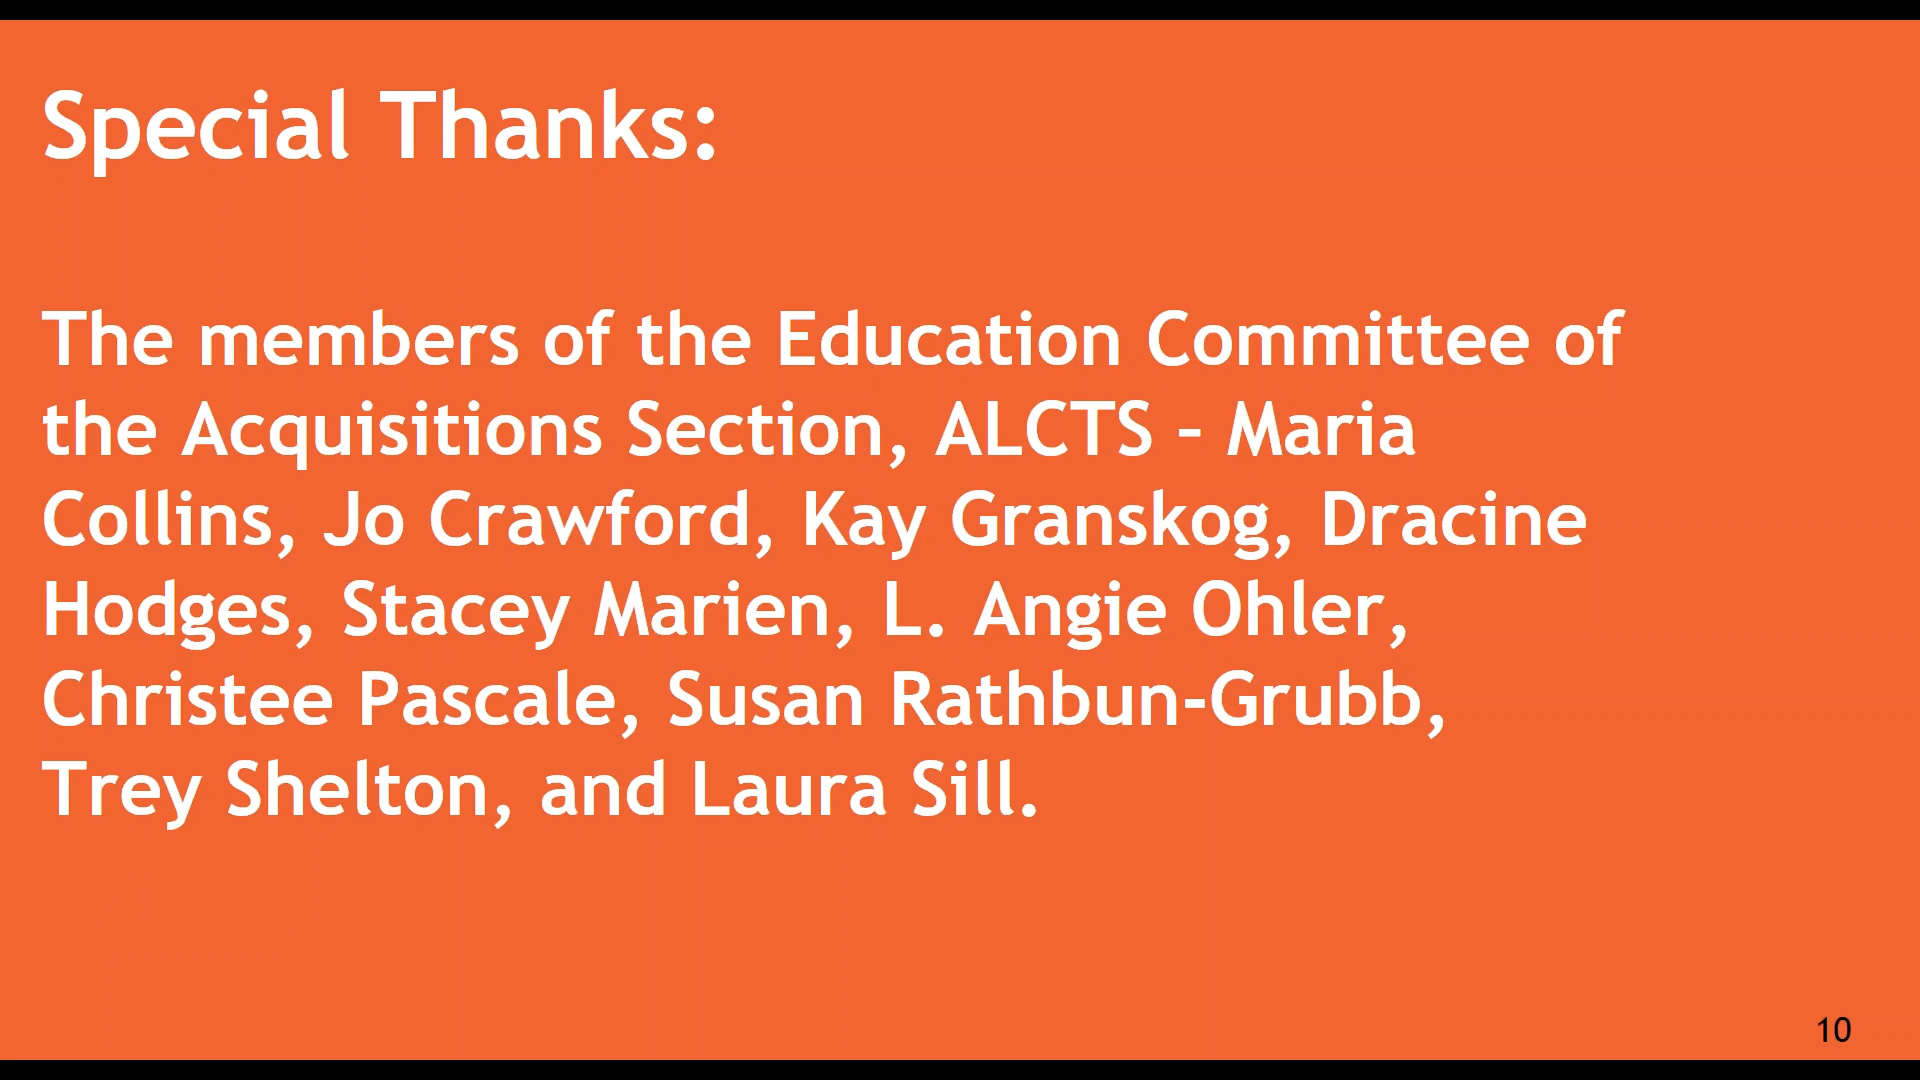 Special Thanks:
The members of the Education Committee of
the Acquisitions Section, ALCTS – Maria
Collins, Jo Crawford, Kay Granskog, Dracine
Hodges, Stacey Marien, L. Angie Ohler,
Christee Pascale, Susan Rathbun-Grubb,
Trey Shelton, and Laura Sill.
10